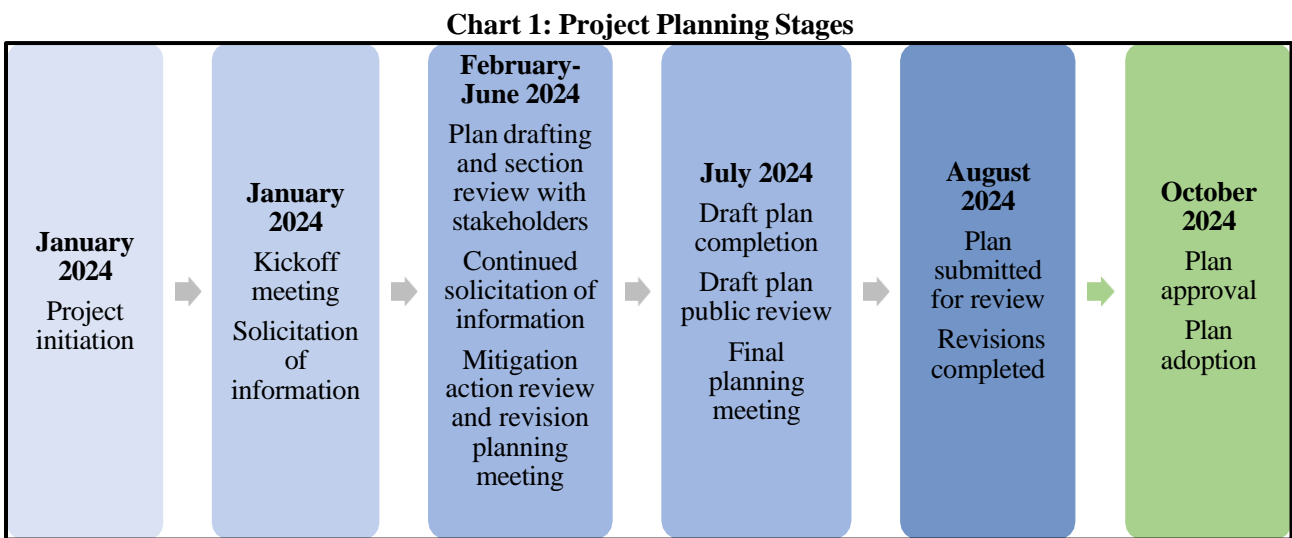 Chart 1: Project Planning Stages
January
2024
Project
initiation
January
2024
Kickoff
meeting
Solicitation
of
information
February-
June 2024
Plan drafting
and section
review with
stakeholders
Continued
solicitation of
information
Mitigation
action review
and revision
planning
meeting
July 2024
Draft plan
completion
Draft plan
public review
Final
planning
meeting
August
2024
Plan
submitted
for review
Revisions
completed
October
2024
Plan
approval
Plan
adoption